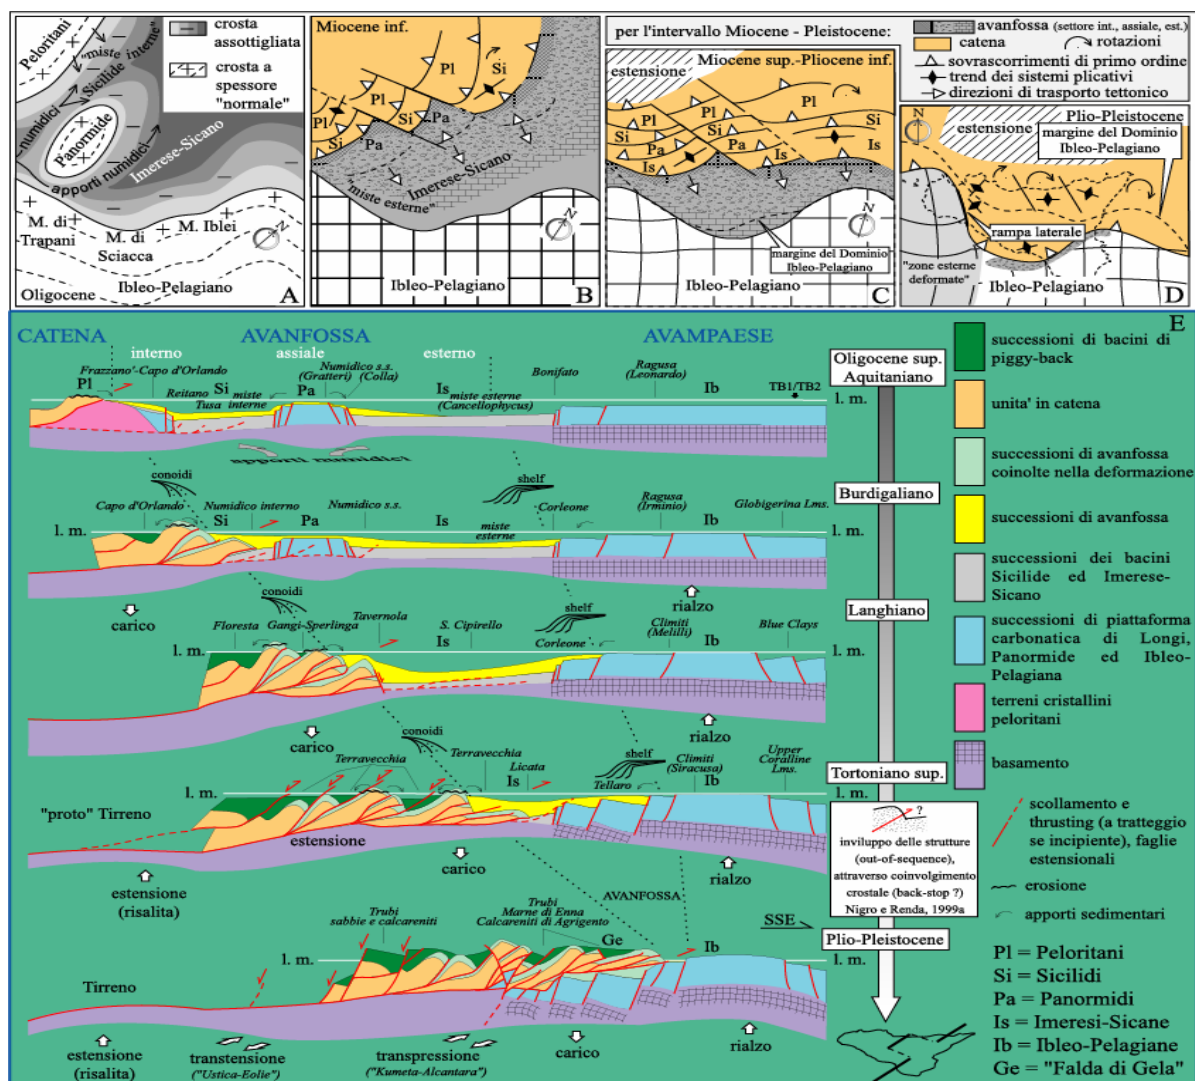 Peloritani
"miste interne"
Sicilide
numidici
Panormide
apporti numidici
Imerese-Sicano
M. di
Trapani
M. di
Sciacca
M. Iblei
Oligocene
Ibleo-Pelagiano
N
A
crosta
assottigliata
crosta a
spessore
"normale"
Miocene inf.
Pl
Si
Pl
Si
Pa
Si
Pa
Imerese-Sicano
"miste esterne"
N
Ibleo-Pelagiano
B
per l'intervallo Miocene - Pleistocene:
estensione
Miocene sup.-Pliocene inf.
Pl
Pl
Si
Si
Pa
Is
Si
Pa
Is
Is
N
margine del Dominio
Ibleo-Pelagiano
Ibleo-Pelagiano
C
avanfossa (settore int., assiale, est.)
catena
rotazioni
sovrascorrimenti di primo ordine
trend dei sistemi plicativi
direzioni di trasporto tettonico
N
Plio-Pleistocene
estensione
margine del Dominio
Ibleo-Pelagiano
rampa laterale
"zone esterne
deformate"
Ibleo-Pelagiano
D
E
CATENA
AVANFOSSA
AVAMPAESE
interno
assiale
esterno
Frazzano'-Capo d'Orlando
Pl
Reitano
Tusa
Si
miste
interne
Numidico s.s.
(Gratteri) (Colla)
Pa
Is
miste esterne
(Cancellophycus)
Bonifato
Ragusa
(Leonardo)
Ib
TB1/TB2
l. m.
Oligocene sup.
Aquitaniano
apporti numidici
conoidi
shelf
Capo d'Orlando
Numidico interno
Si
Pa
Numidico s.s.
Is
miste
esterne
Corleone
Ragusa
(Irminio)
Ib
Globigerina Lms.
l. m.
Burdigaliano
carico
rialzo
conoidi
shelf
Floresta
Gangi-Sperlinga
Tavernola
S. Cipirello
Is
Corleone
Climiti
(Melilli)
Ib
Blue Clays
l. m.
l. m.
Langhiano
carico
rialzo
conoidi
shelf
Terravecchia
Terravecchia
Licata
Is
Tellaro
Climiti
(Siracusa)
Ib
Upper
Coralline
Lms.
l. m.
l. m.
Tortoniano sup.
"proto" Tirreno
estensione
estensione
(risalita)
carico
rialzo
?
inviluppo delle strutture
(out-of-sequence),
attraverso coinvolgimento
crostale (back-stop ?)
Nigro e Renda, 1999a
AVANFOSSA
Trubi
sabbie e calcareniti
Trubi
Marne di Enna
Calcareniti di Agrigento
Ge
Ib
SSE
Plio-Pleistocene
l. m.
l. m.
Tirreno
estensione
(risalita)
transtensione
("Ustica-Eolie")
transpressione
("Kumeta-Alcantara")
carico
rialzo
successioni di bacini di
piggy-back
unita' in catena
successioni di avanfossa
coinolte nella deformazione
successioni di avanfossa
successioni dei bacini
Sicilide ed Imerese-
Sicano
successioni di piattaforma
carbonatica di Longi,
Panormide ed Ibleo-
Pelagiana
terreni cristallini
peloritani
basamento
scollamento e
thrusting (a tratteggio
se incipiente), faglie
estensionali
erosione
apporti sedimentari
Pl = Peloritani
Si = Sicilidi
Pa = Panormidi
Is = Imeresi-Sicane
Ib = Ibleo-Pelagiane
Ge = "Falda di Gela"